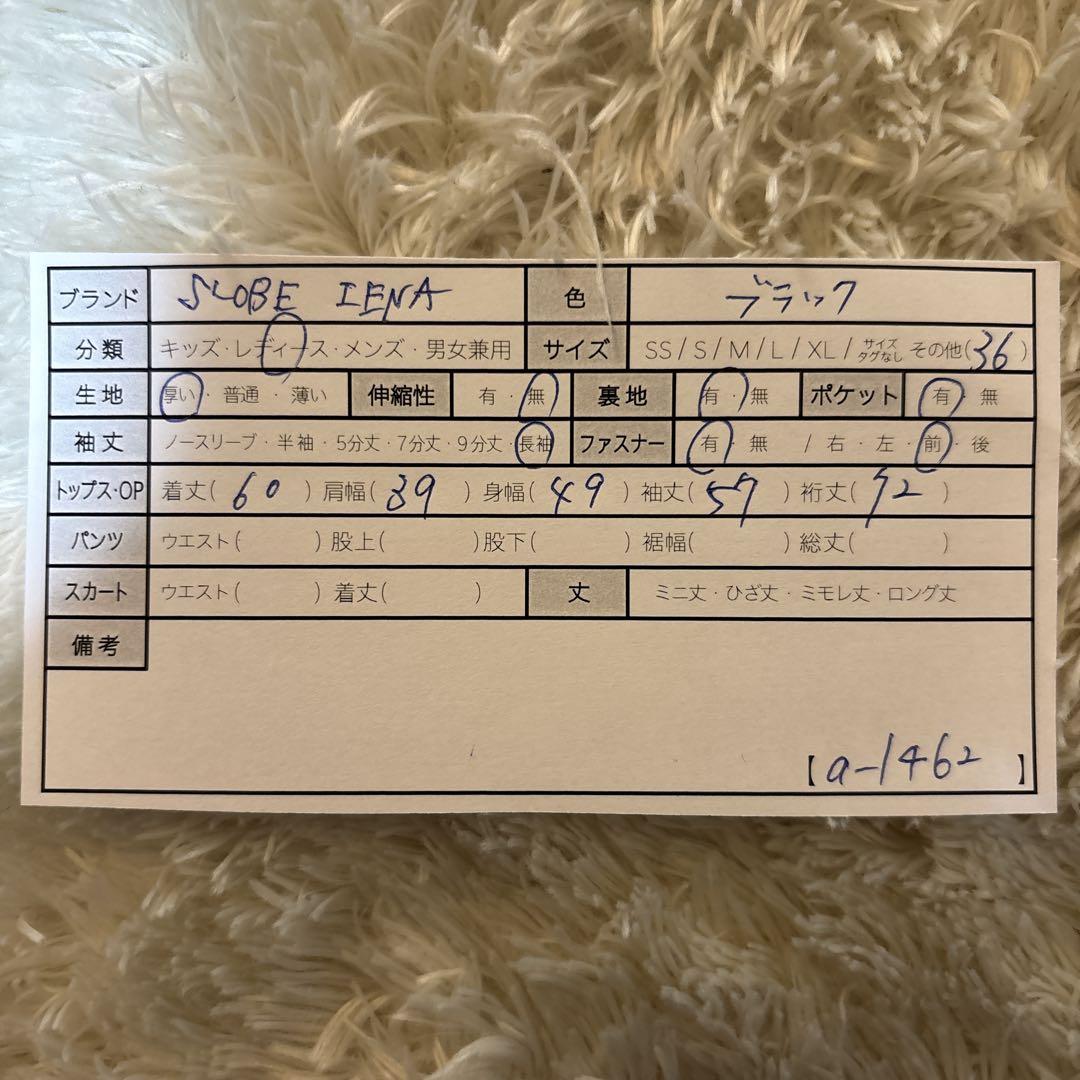 ブランド SLOBE IENA 色 ブラック
分類 キッズ・レディース・メンズ・男女兼用 サイズ SS / S / M / L / XL / サイズタグなし その他(36)
生地 厚い・普通・薄い 伸縮性 有・無 裏地 有・無 ポケット 有・無
袖丈 ノースリーブ・半袖・5分丈・7分丈・9分丈・長袖 ファスナー 有・無 / 右・左・前・後
トップス・OP 着丈(60) 肩幅(39) 身幅(49) 袖丈(57) 裄丈(72)
パンツ ウエスト( ) 股上( ) 股下( ) 裾幅( ) 総丈( )
スカート ウエスト( ) 着丈( ) 丈 ミニ丈・ひざ丈・ミモレ丈・ロング丈
備考
【a-1462】